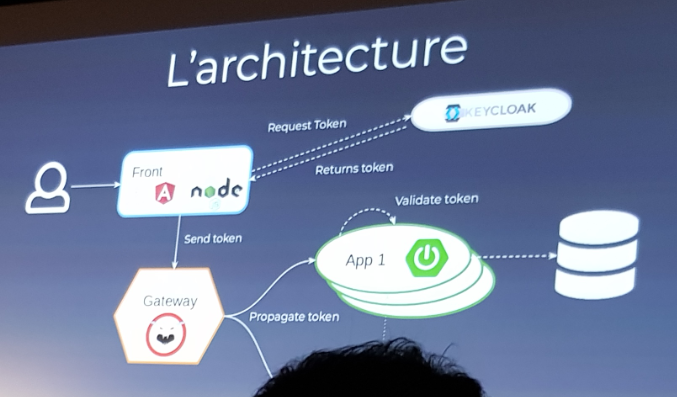 L'architecture
KEYCLOAK
Request Token
Returns token
Front
node
Validate token
Send token
App 1
Gateway
Propagate token